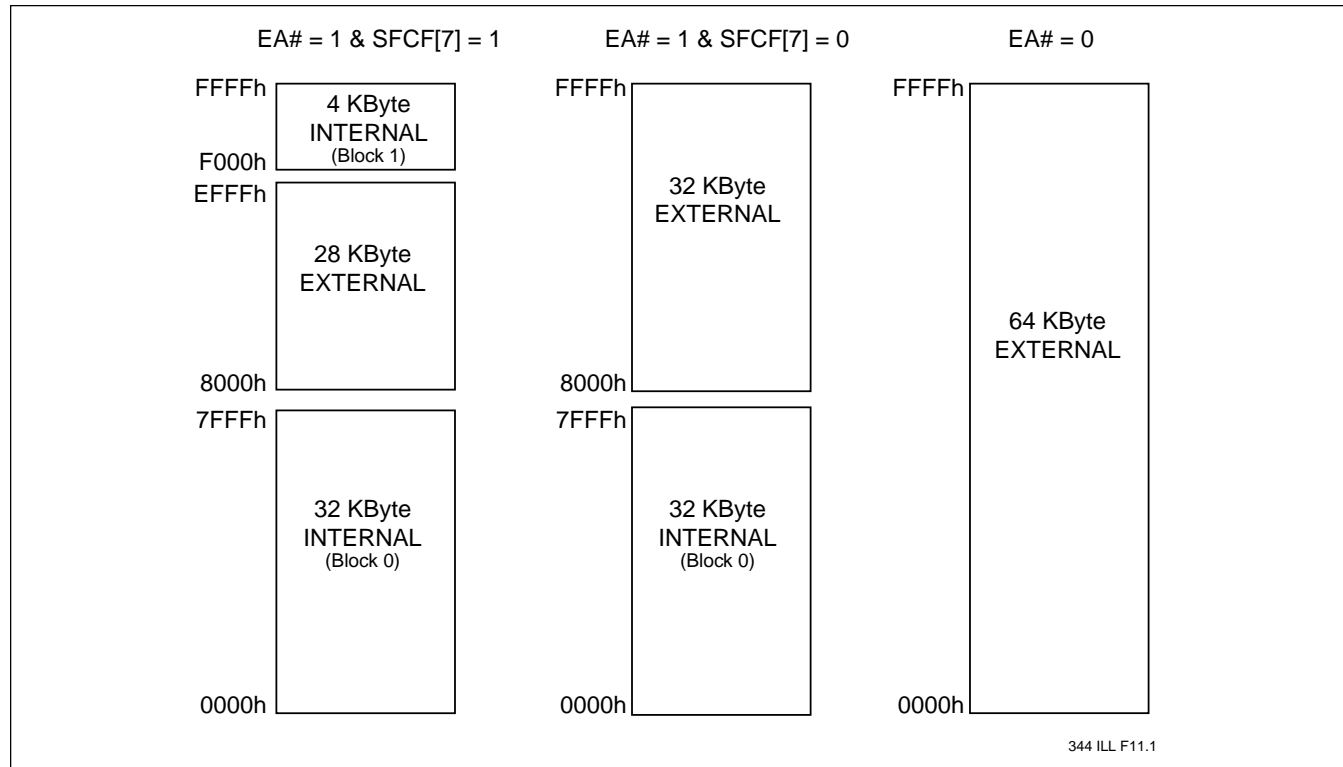 EA# = 1 & SFCF[7] = 1
FFFFh
4 KByte
INTERNAL
(Block 1)
F000h
EFFFh
28 KByte
EXTERNAL
8000h
7FFFh
32 KByte
INTERNAL
(Block 0)
0000h
EA# = 1 & SFCF[7] = 0
FFFFh
32 KByte
EXTERNAL
8000h
7FFFh
32 KByte
INTERNAL
(Block 0)
0000h
EA# = 0
FFFFh
64 KByte
EXTERNAL
0000h
344 ILL F11.1